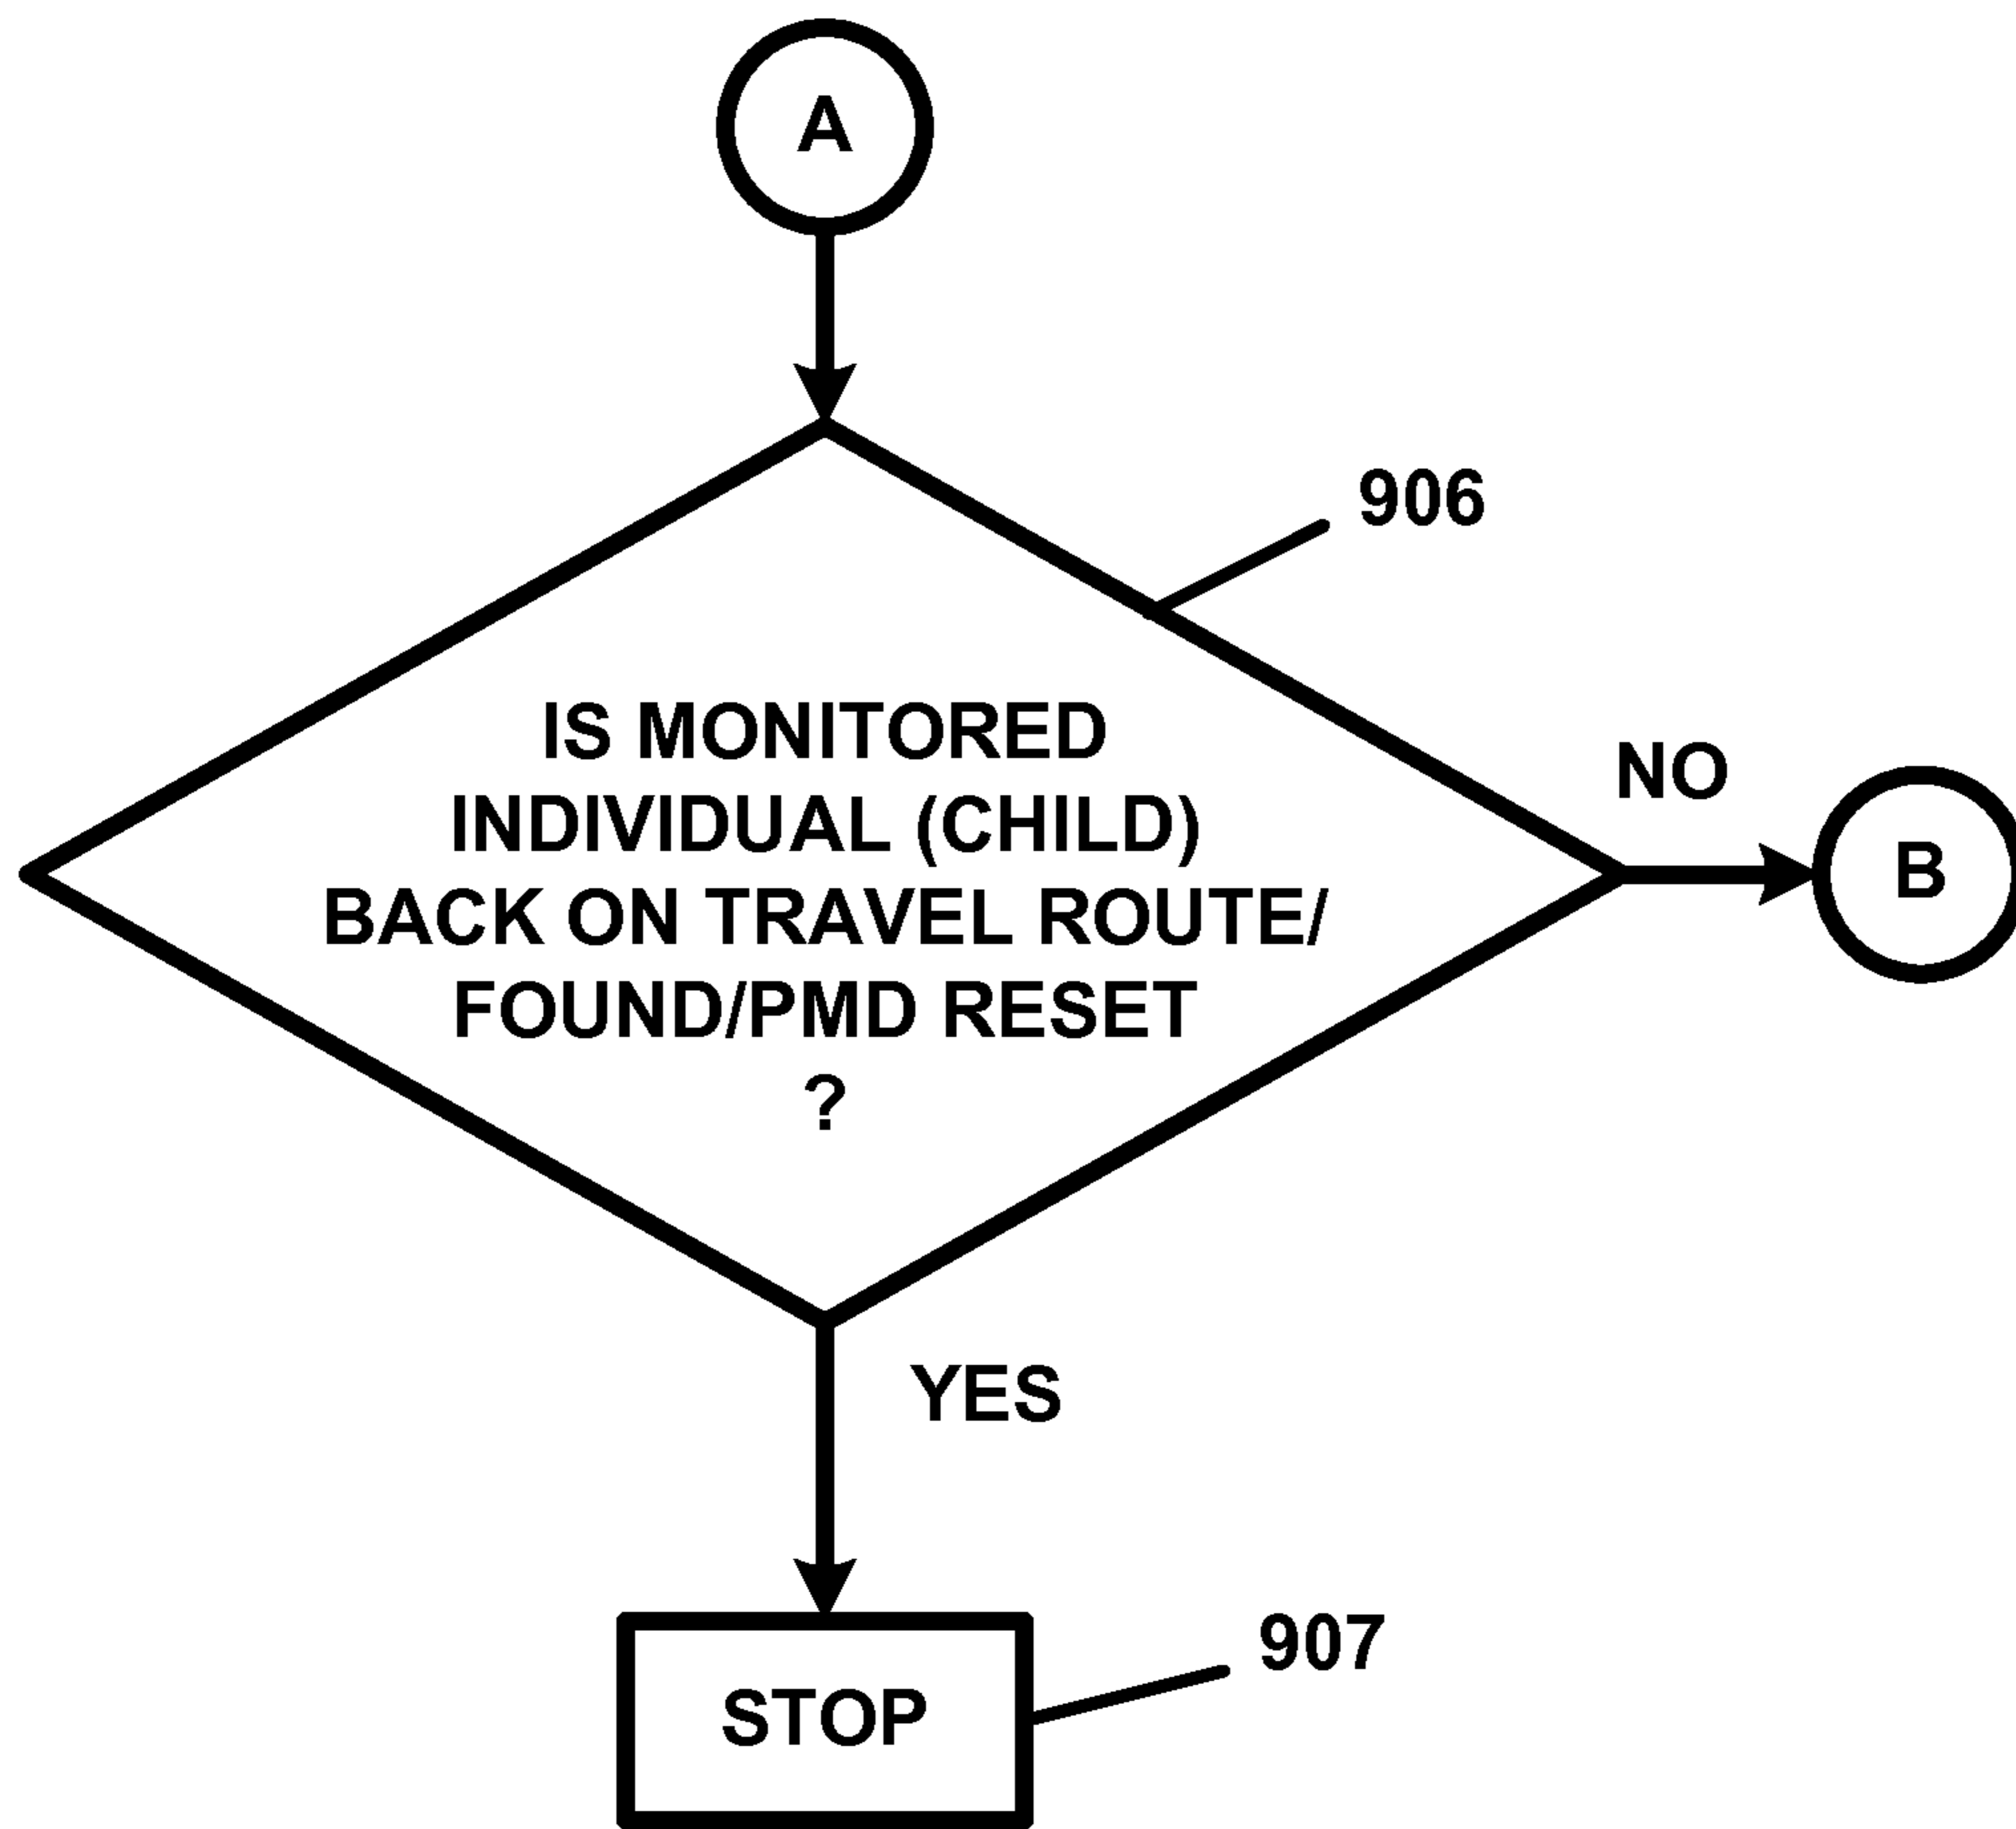 A
906
IS MONITORED
INDIVIDUAL (CHILD)
BACK ON TRAVEL ROUTE/
FOUND/PMD RESET
?
NO
B
YES
907
STOP